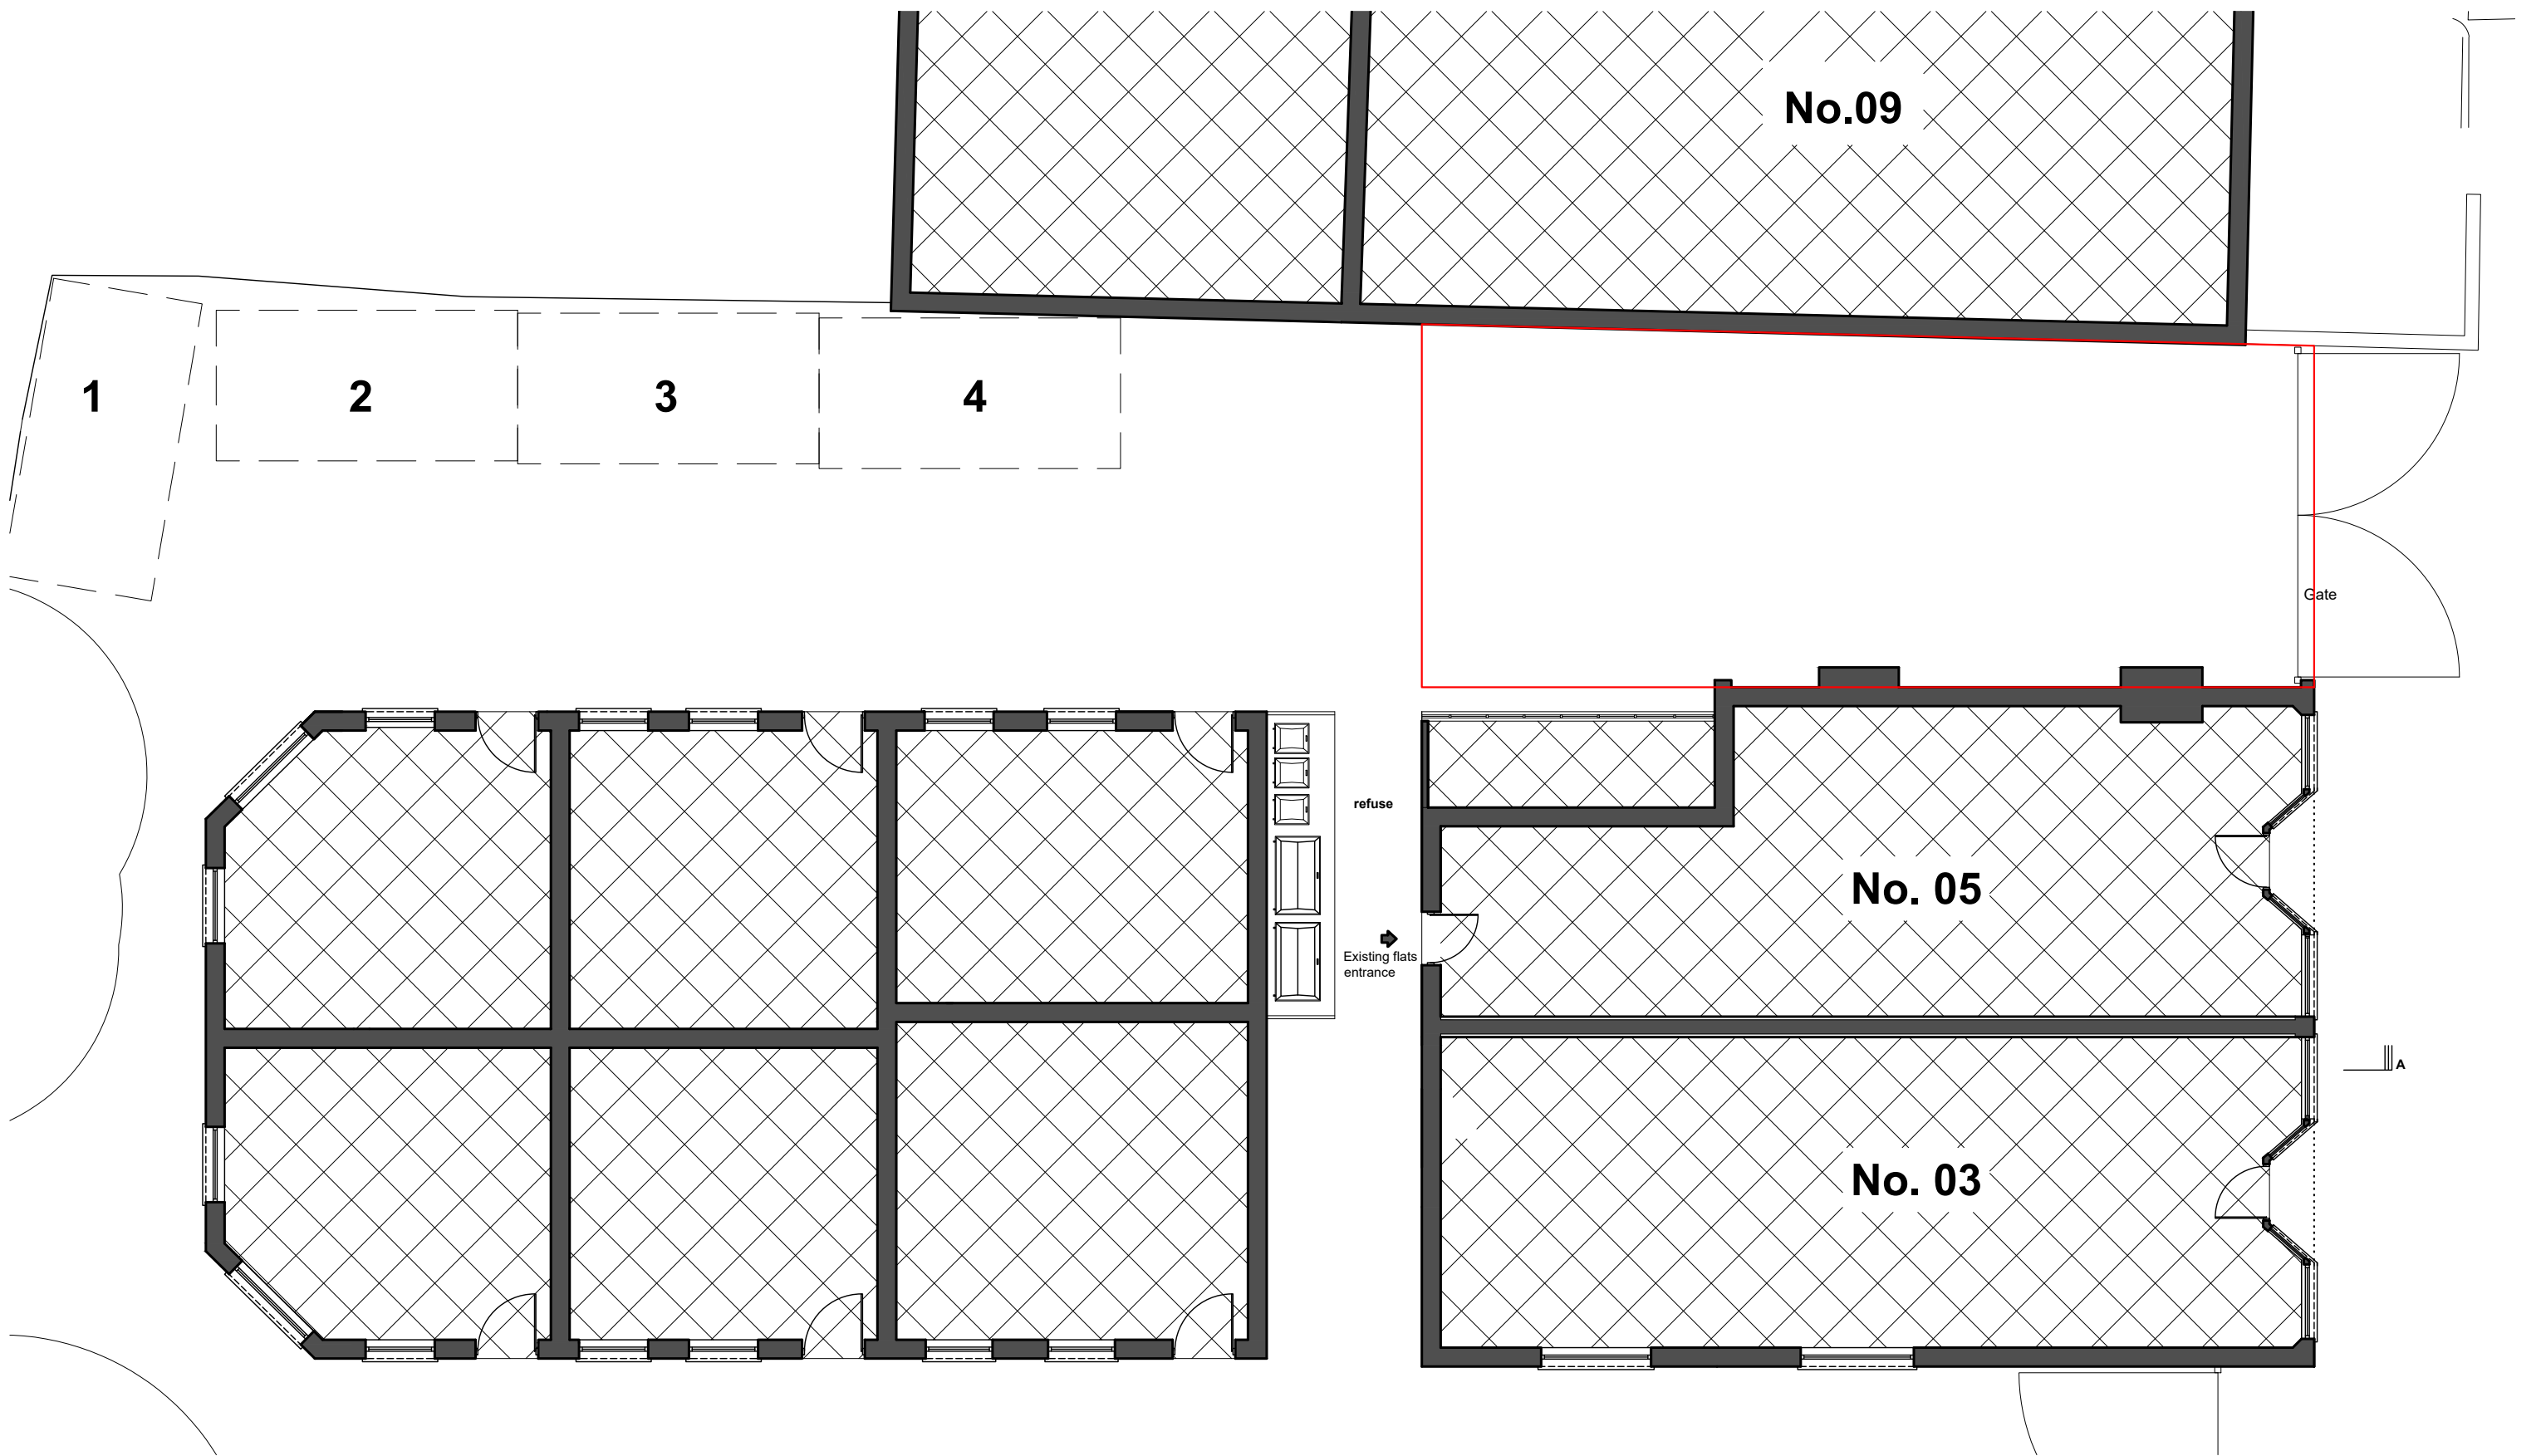 No.09
1
2
3
4
Gate
refuse
No. 05
Existing flats
entrance
A
No. 03